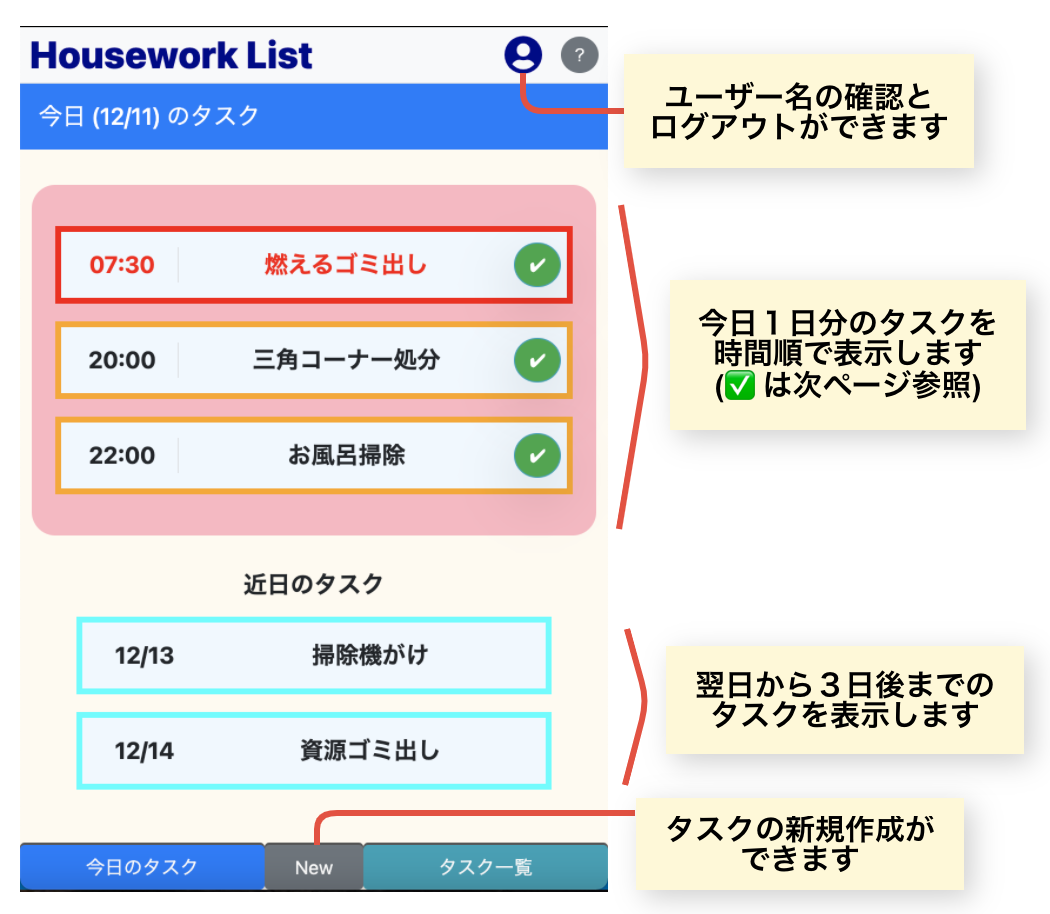 Housework List
?
ユーザー名の確認と
ログアウトができます
今日 (12/11) のタスク
07:30 燃えるゴミ出し ✔
20:00 三角コーナー処分 ✔
22:00 お風呂掃除 ✔
今日１日分のタスクを
時間順で表示します
(✅ は次ページ参照)
近日のタスク
12/13 掃除機がけ
12/14 資源ゴミ出し
翌日から３日後までの
タスクを表示します
タスクの新規作成が
できます
今日のタスク New タスク一覧